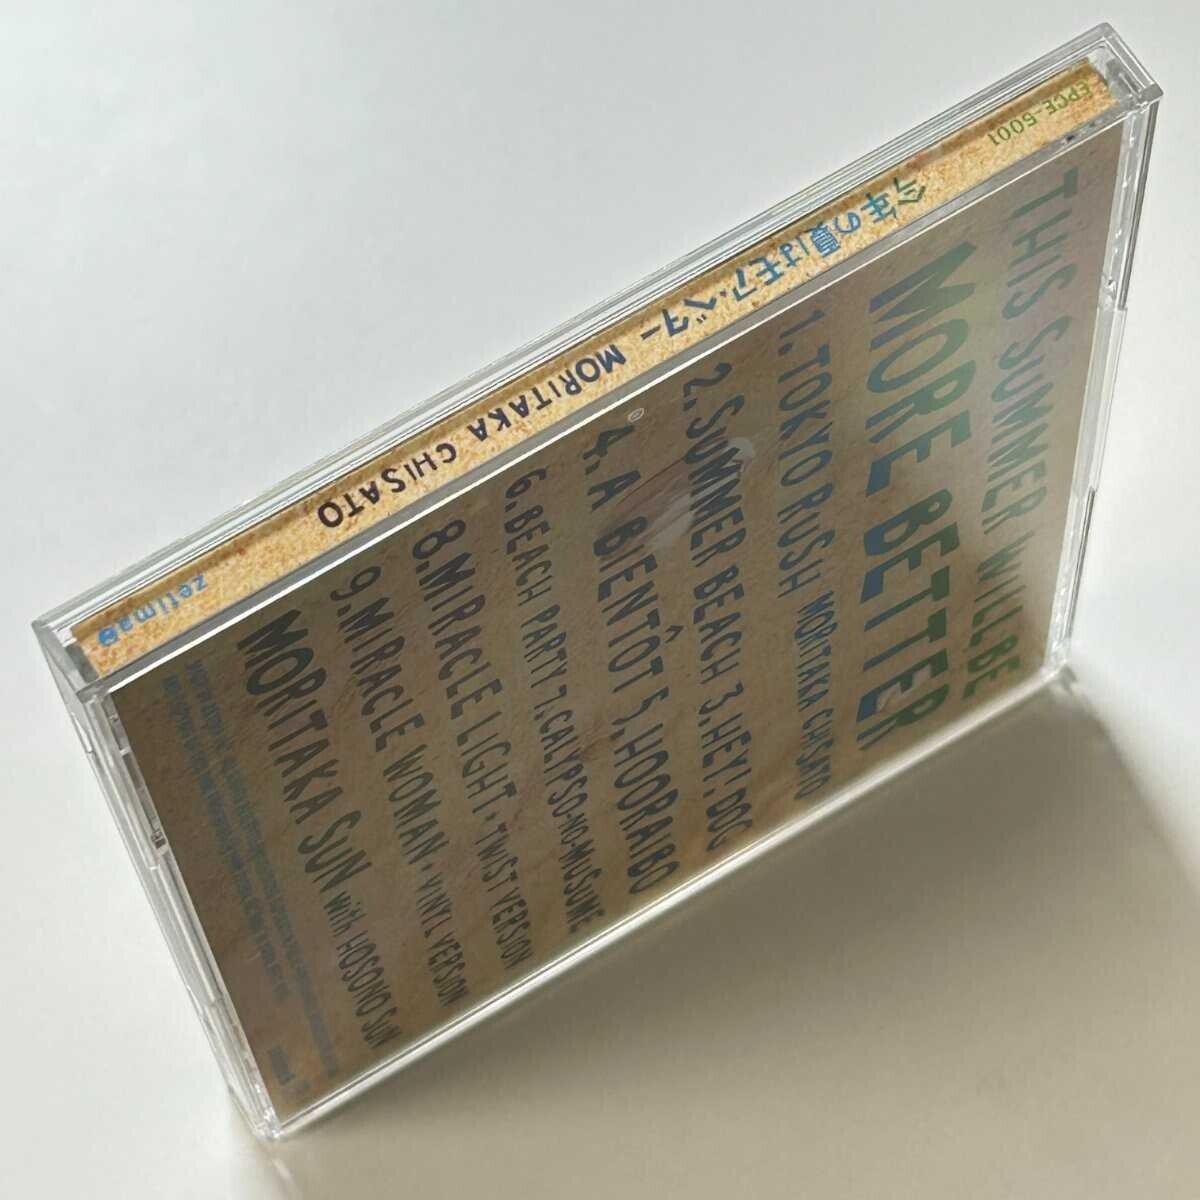 EPCE-5001
今年の夏はモア・ベター MORITAKA CHISATO
zetima
THIS SUMMER WILL BE
MORE BETTER
1. TOKYO RUSH MORITAKA CHISATO
2. SUMMER BEACH 3. HEY! DOG
4. A BIENTÔT 5. HOORAIBO
6. BEACH PARTY 7. CALYPSO-NO-MUSUME
8. MIRACLE LIGHT・TWIST VERSION
9. MIRACLE WOMAN・VINYL VERSION
MORITAKA SUN with HOSONO SUN